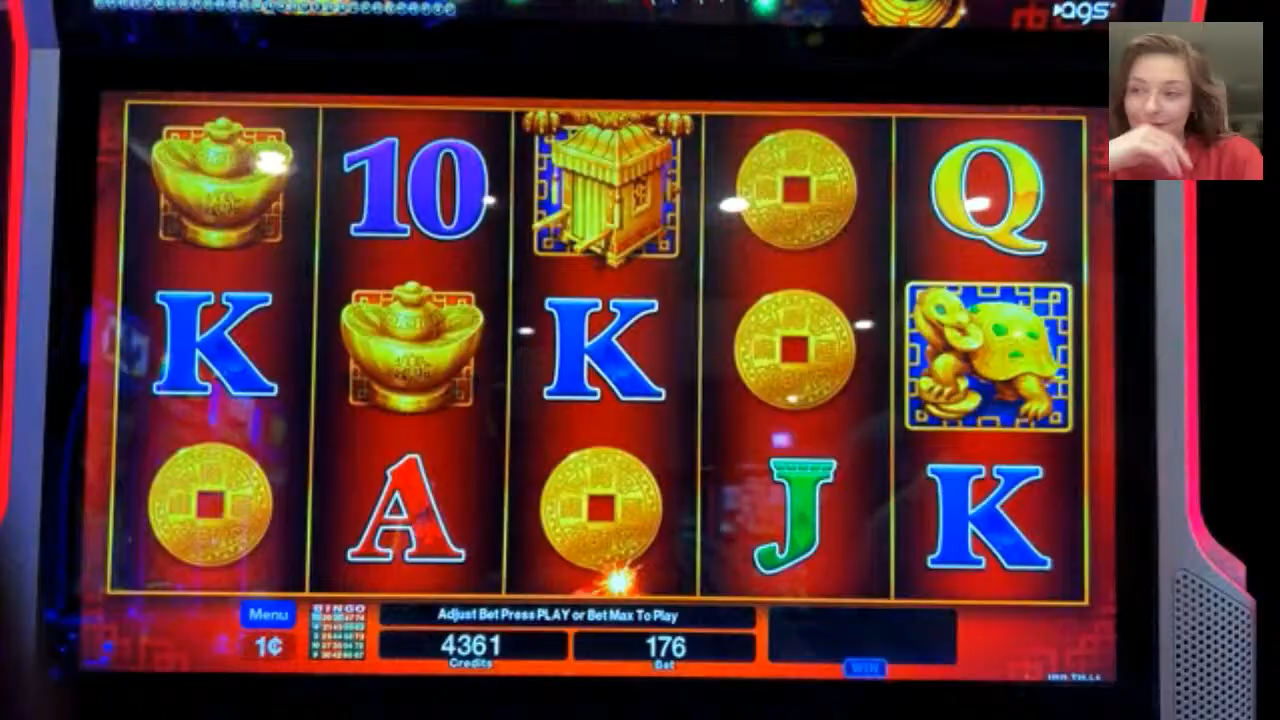 ags
10 Q
K K
A J K
Menu
BINGO
Adjust Bet Press PLAY or Bet Max To Play
1¢
4361
176
Credits
Bet
WIN